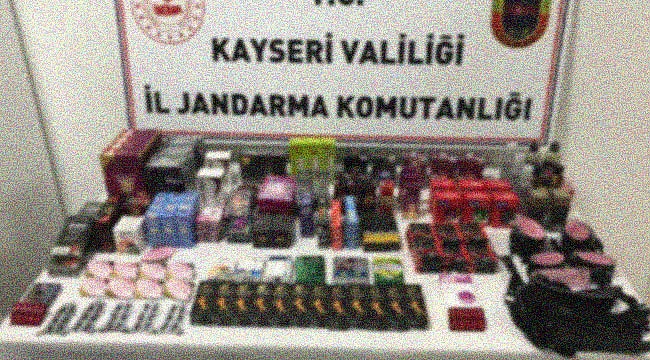 T.C.
KAYSERİ VALİLİĞİ
İL JANDARMA KOMUTANLIĞI